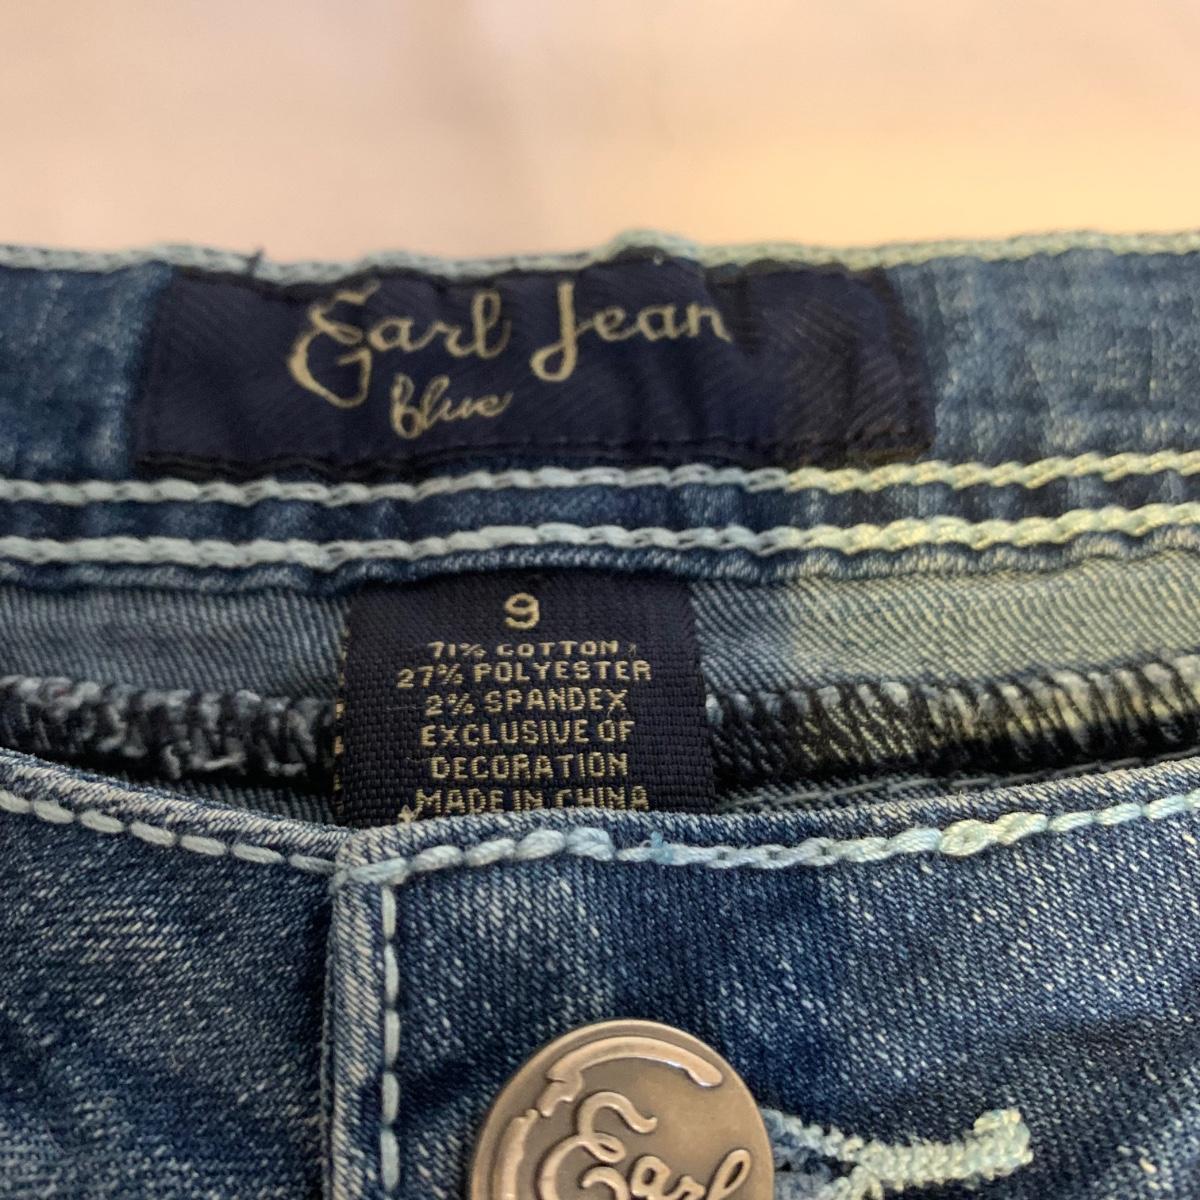 Earl Jean
Blue
9
71% COTTON
27% POLYESTER
2% SPANDEX
EXCLUSIVE OF
DECORATION
MADE IN CHINA
Earl